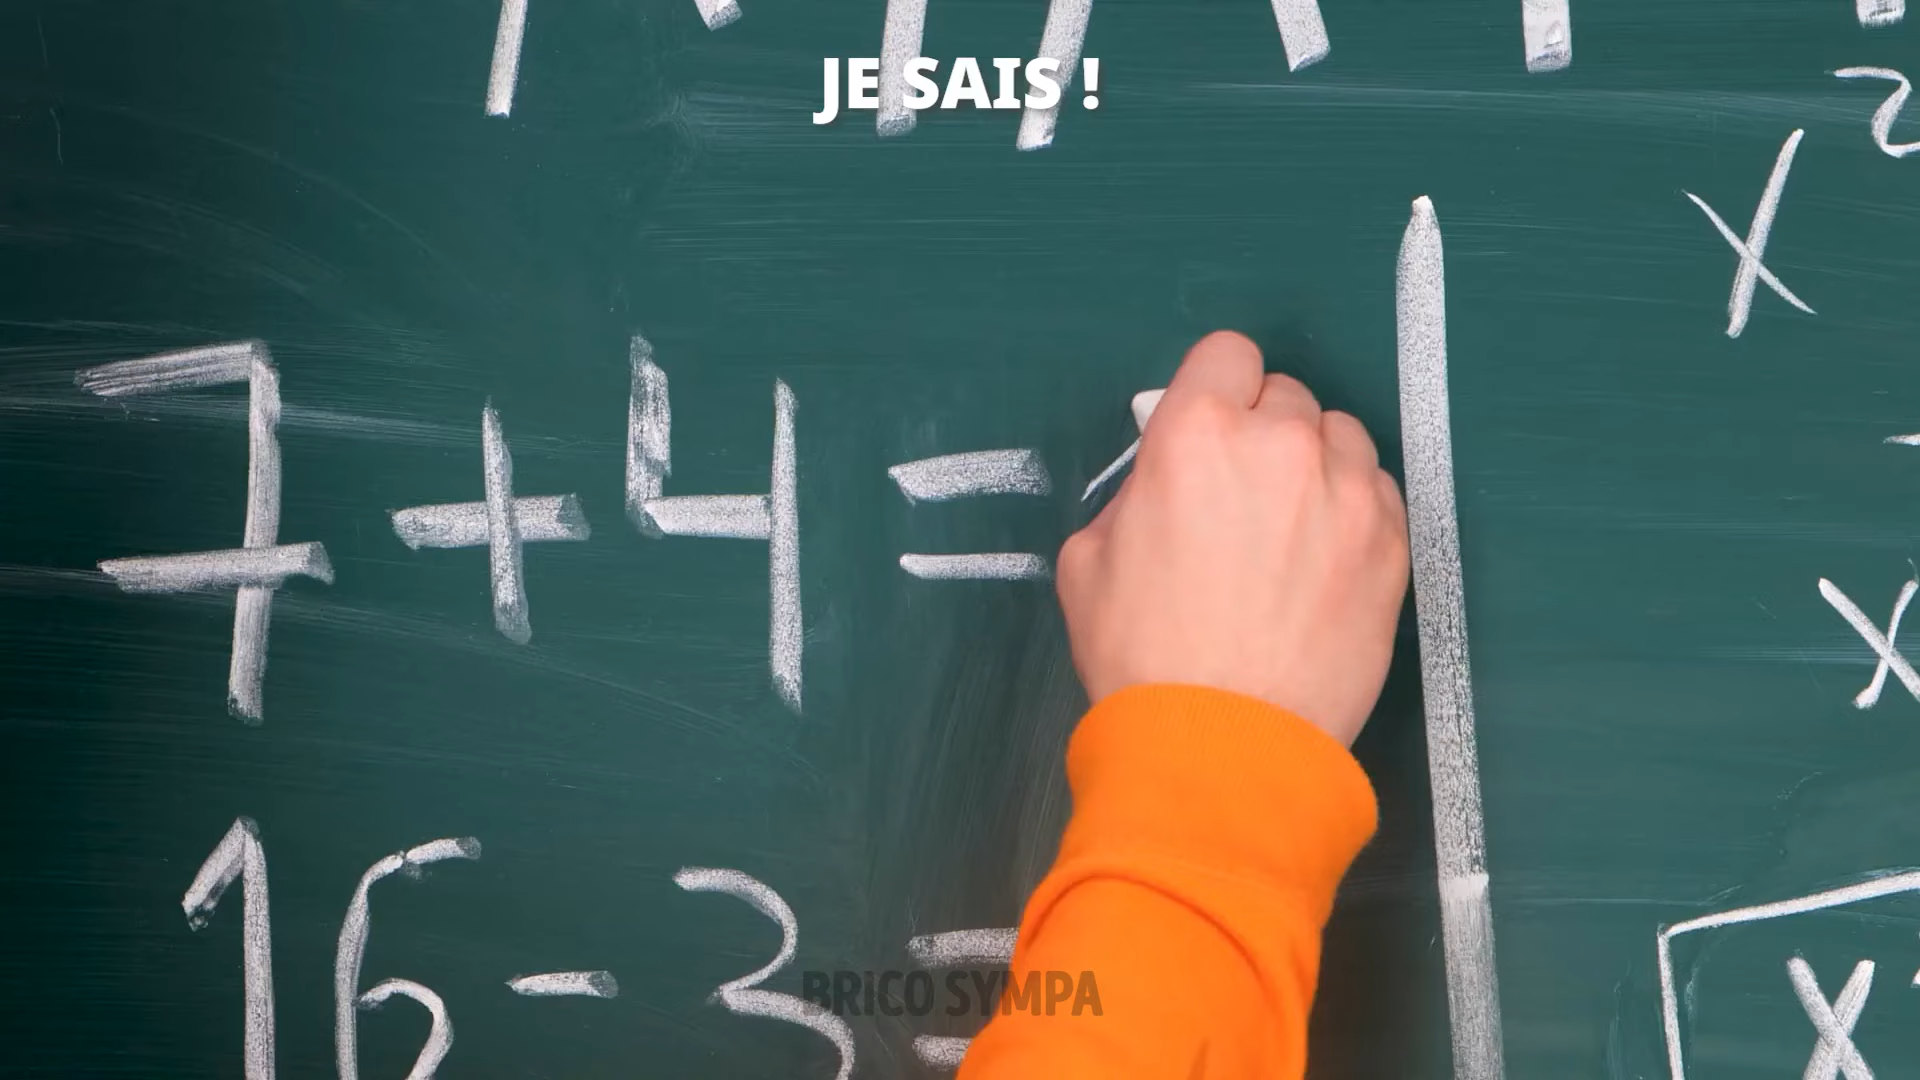 JE SAIS !
7+4=
16-3=
x
x
x
BRICO SYMPA